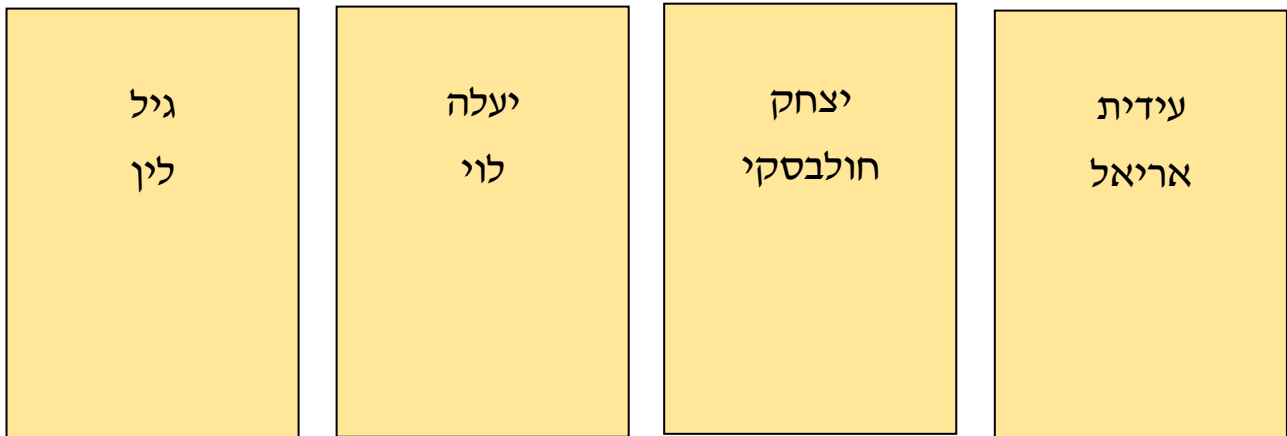 עידית
אריאל
יצחק
חולבסקי
יעלה
לוי
גיל
לין